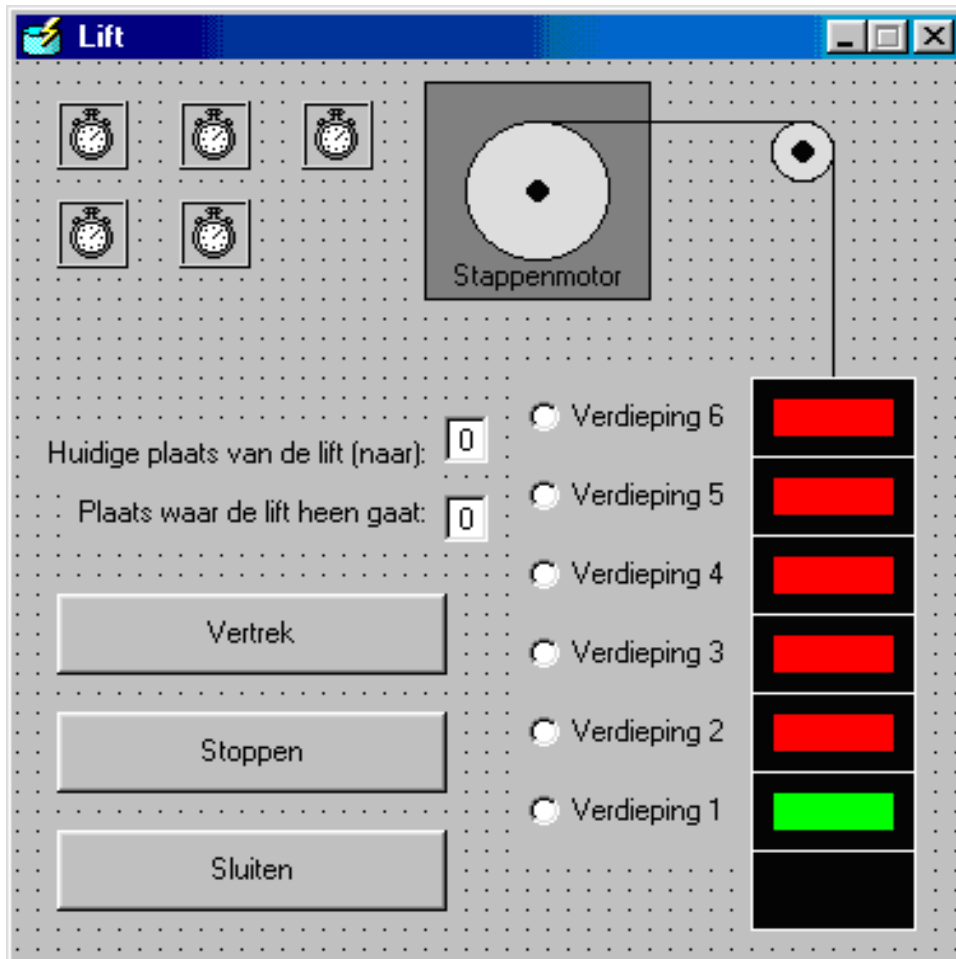 Lift
Stappenmotor
Huidige plaats van de lift (naar): 0
Plaats waar de lift heen gaat: 0
Vertrek
Stoppen
Sluiten
Verdieping 6
Verdieping 5
Verdieping 4
Verdieping 3
Verdieping 2
Verdieping 1